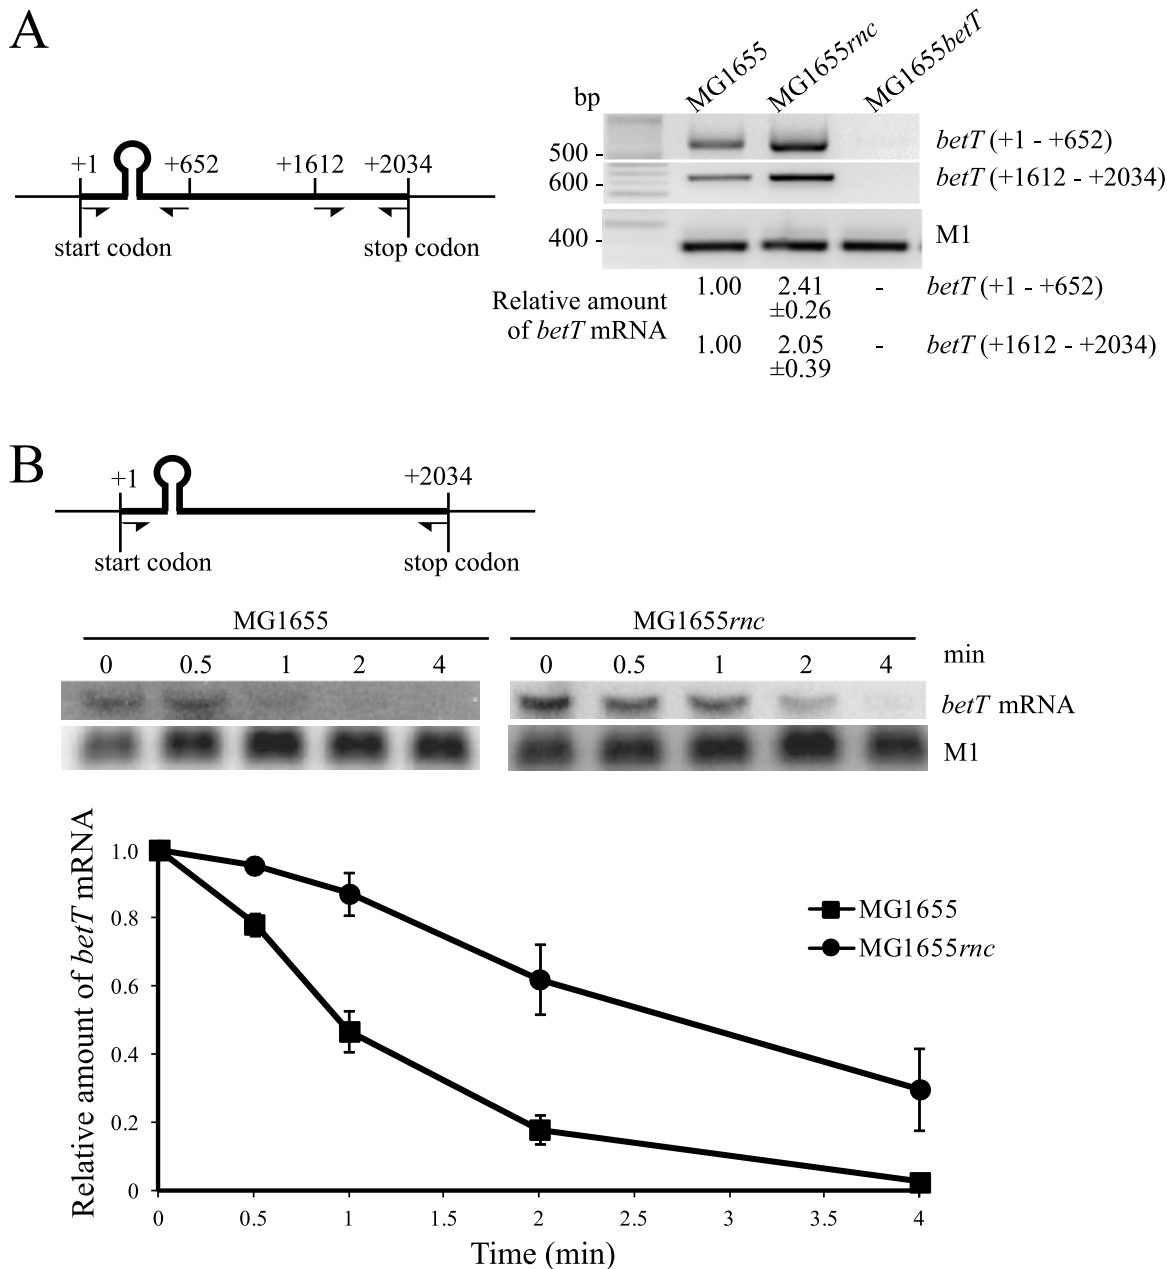 A
+1 +652 +1612 +2034
start codon stop codon
bp MG1655 MG1655rnc MG1655betT
500 - betT (+1 - +652)
600 - betT (+1612 - +2034)
400 - M1
Relative amount
of betT mRNA
1.00 2.41 - betT (+1 - +652)
±0.26
1.00 2.05 - betT (+1612 - +2034)
±0.39
B
+1 +2034
start codon stop codon
MG1655 MG1655rnc
0 0.5 1 2 4 0 0.5 1 2 4 min
betT mRNA
M1
Relative amount of betT mRNA
1.0
0.8
0.6
0.4
0.2
0
MG1655
MG1655rnc
0 0.5 1 1.5 2 2.5 3 3.5 4
Time (min)